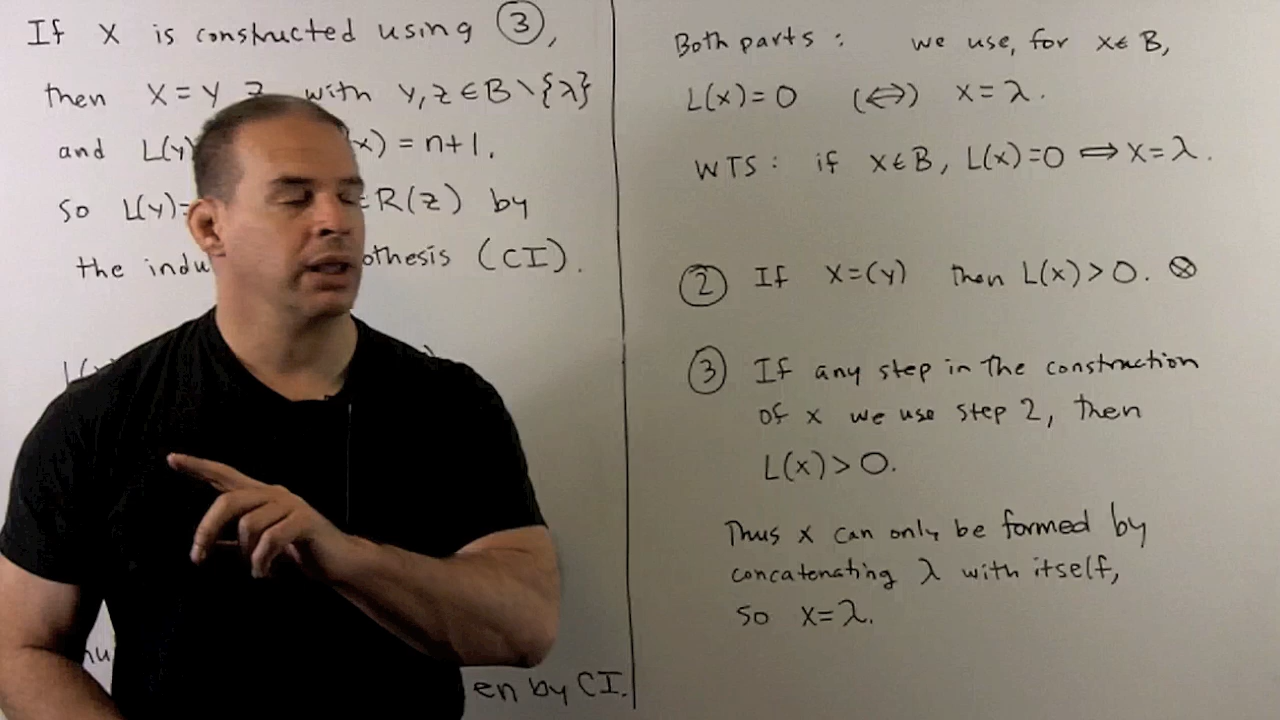 If X is constructed using ③,
then X = Y Z with Y, Z ∈ B \ {λ}
and L(y) x) = n+1.
So L(y)= R(Z) by
the indu othesis (CI).
L(
en by CI.
Both parts : we use, for x ∈ B,
L(x) = 0 (⇔) x = λ.
WTS : if x ∈ B, L(x) = 0 ⟹ x = λ.
② If X = (y) then L(x) > 0. ⊗
③ If any step in the construction
of x we use step 2, then
L(x) > 0.
Thus x can only be formed by
concatenating λ with itself,
so x = λ.